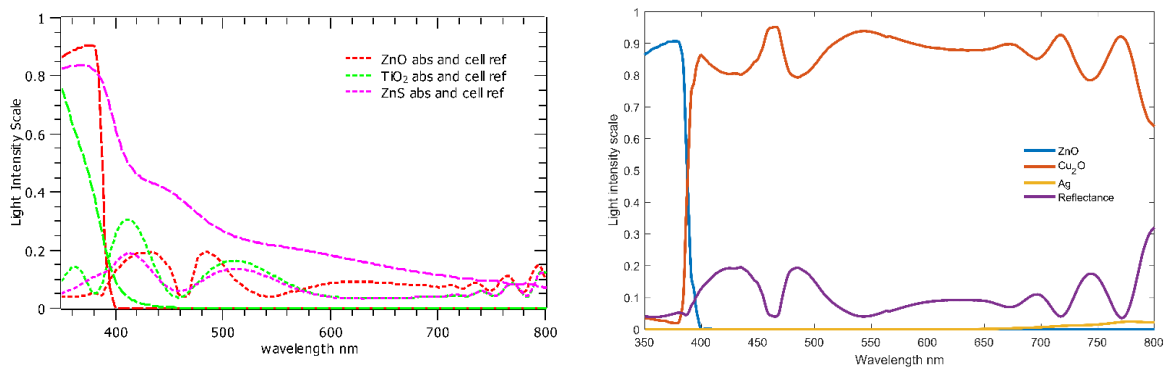 1
0.8
0.6
0.4
0.2
0
Light Intensity Scale
ZnO abs and cell ref
TiO₂ abs and cell ref
ZnS abs and cell ref
400 500 600 700 800
wavelength nm
1
0.9
0.8
0.7
0.6
0.5
0.4
0.3
0.2
0.1
0
Light intensity scale
ZnO
Cu₂O
Ag
Reflectance
350 400 450 500 550 600 650 700 750 800
Wavelength nm